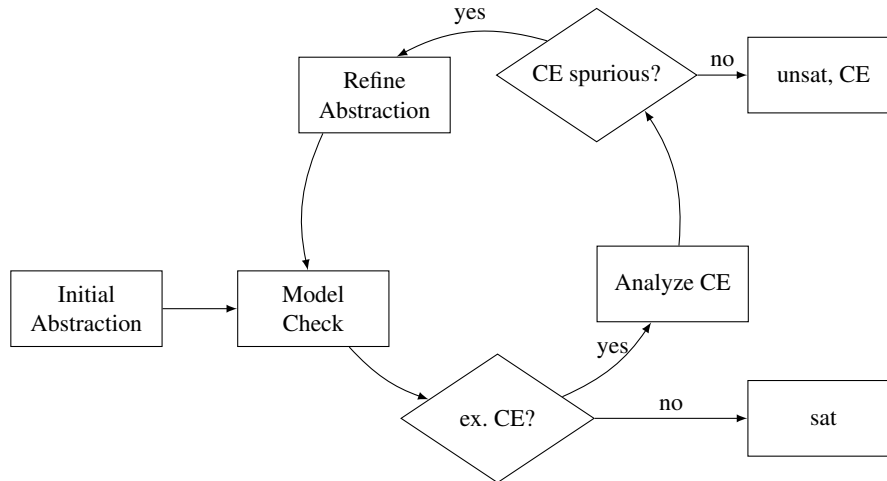 yes
Refine
Abstraction
CE spurious?
no
unsat, CE
Initial
Abstraction
Model
Check
Analyze CE
yes
ex. CE?
no
sat